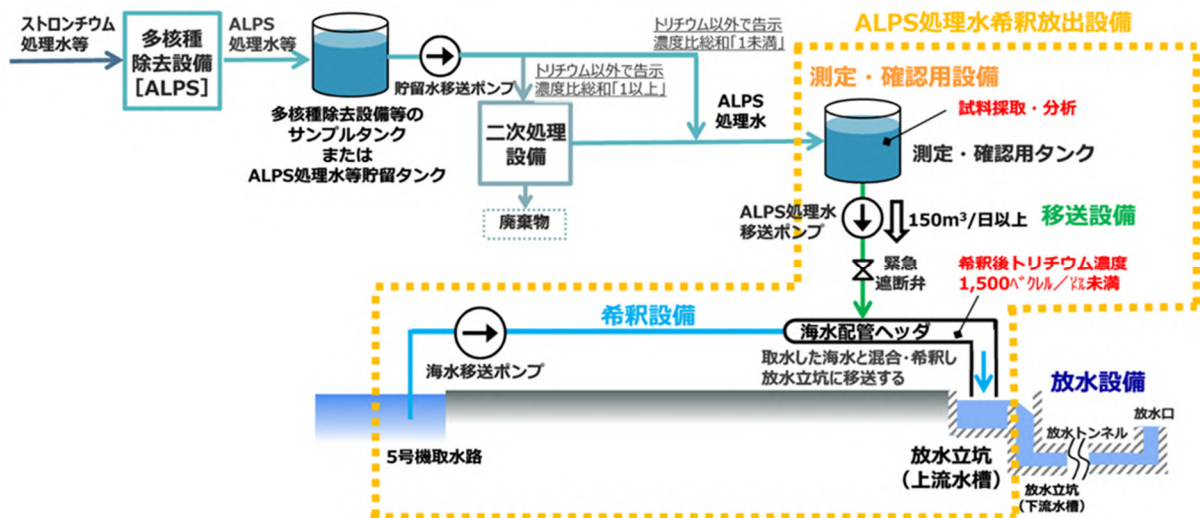 ALPS処理水希釈放出設備
ストロンチウム
処理水等
多核種
除去設備
[ALPS]
ALPS
処理水等
多核種除去設備等の
サンプルタンク
または
ALPS処理水等貯留タンク
貯留水移送ポンプ
トリチウム以外で告示
濃度比総和「1未満」
トリチウム以外で告示
濃度比総和「1以上」
二次処理
設備
廃棄物
ALPS
処理水
測定・確認用設備
試料採取・分析
測定・確認用タンク
ALPS処理水
移送ポンプ
150m³/日以上
移送設備
緊急
遮断弁
希釈後トリチウム濃度
1,500ベクレル/リットル未満
希釈設備
海水移送ポンプ
海水配管ヘッダ
取水した海水と混合・希釈し
放水立坑に移送する
5号機取水路
放水立坑
(上流水槽)
放水設備
放水口
放水トンネル
放水立坑
(下流水槽)